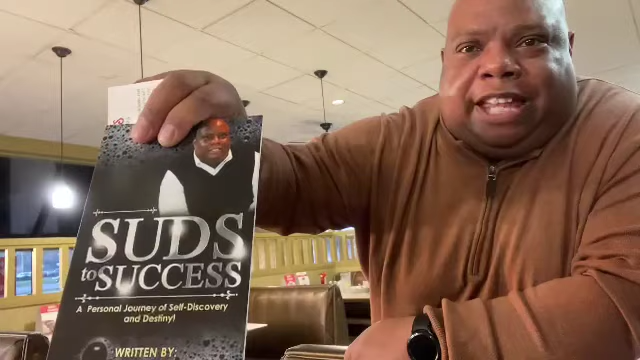 SUDS
to SUCCESS
A Personal Journey of Self-Discovery
and Destiny!
WRITTEN BY: